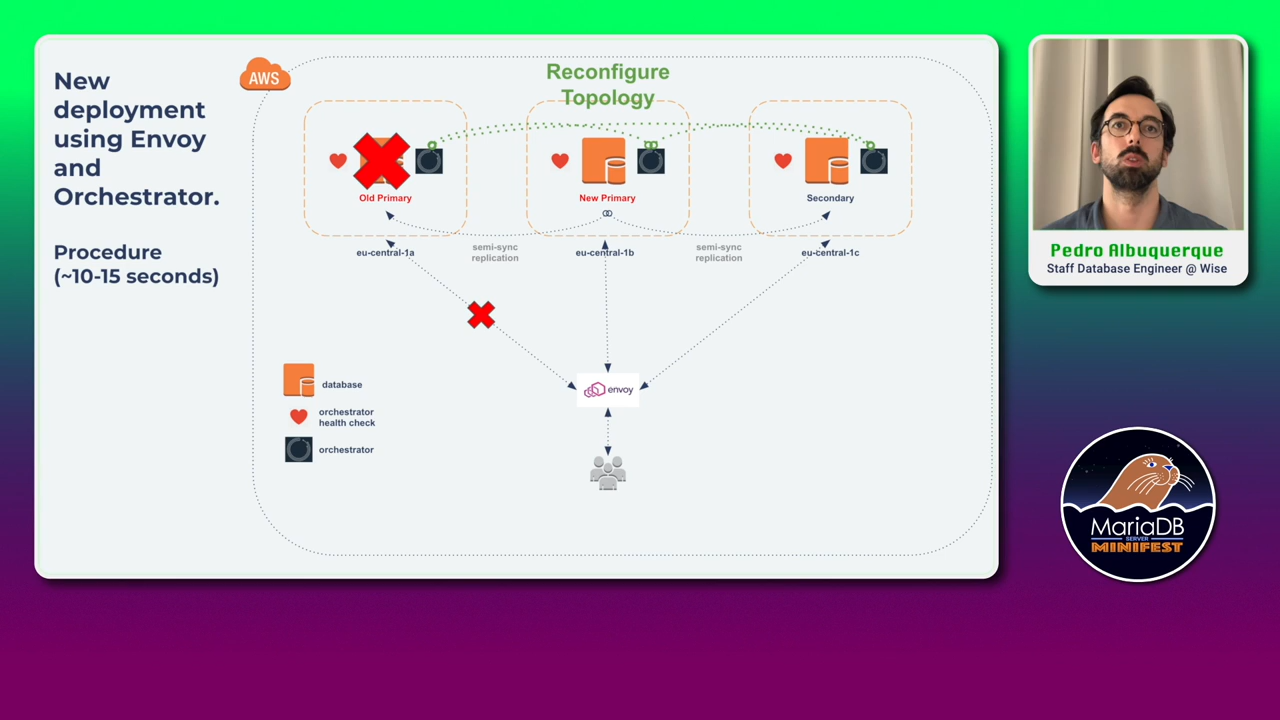 New
deployment
using Envoy
and
Orchestrator.
Procedure
(~10-15 seconds)
AWS
Reconfigure
Topology
Old Primary
New Primary
Secondary
eu-central-1a
semi-sync
replication
eu-central-1b
semi-sync
replication
eu-central-1c
envoy
database
orchestrator
health check
orchestrator
Pedro Albuquerque
Staff Database Engineer @ Wise
MariaDB
SERVER
MINIFEST